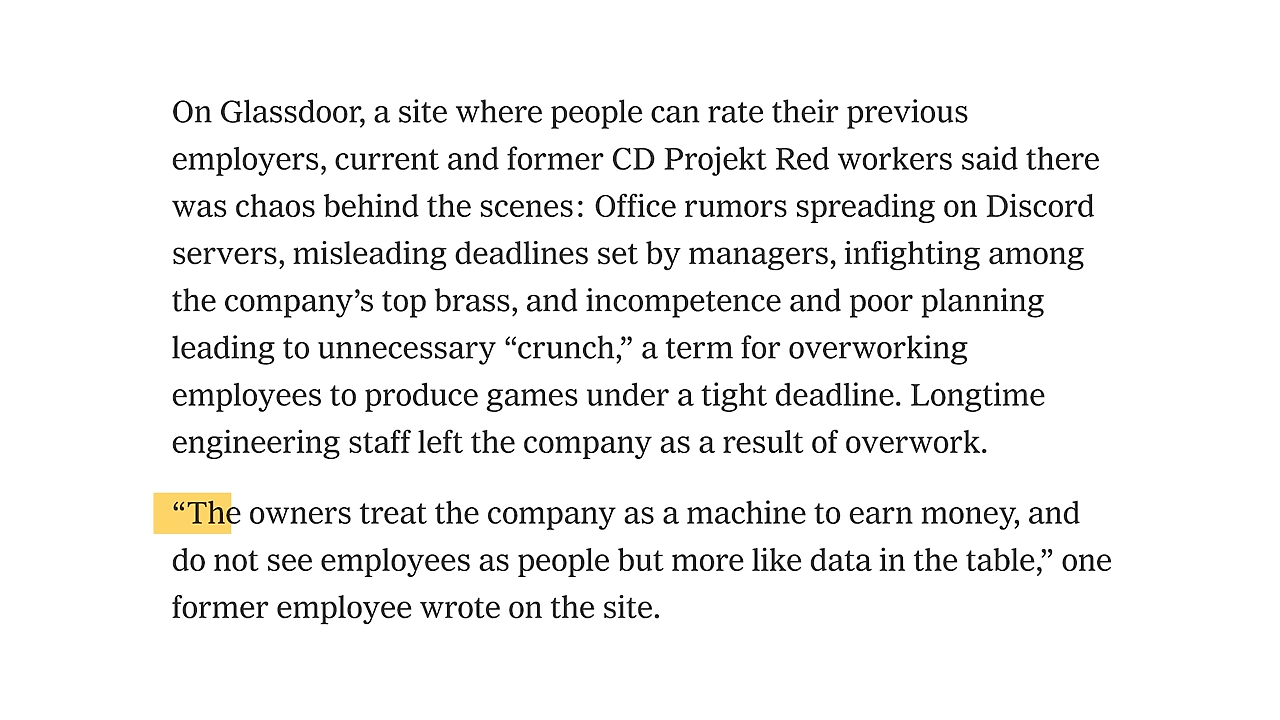 On Glassdoor, a site where people can rate their previous
employers, current and former CD Projekt Red workers said there
was chaos behind the scenes: Office rumors spreading on Discord
servers, misleading deadlines set by managers, infighting among
the company’s top brass, and incompetence and poor planning
leading to unnecessary “crunch,” a term for overworking
employees to produce games under a tight deadline. Longtime
engineering staff left the company as a result of overwork.
“The owners treat the company as a machine to earn money, and
do not see employees as people but more like data in the table,” one
former employee wrote on the site.